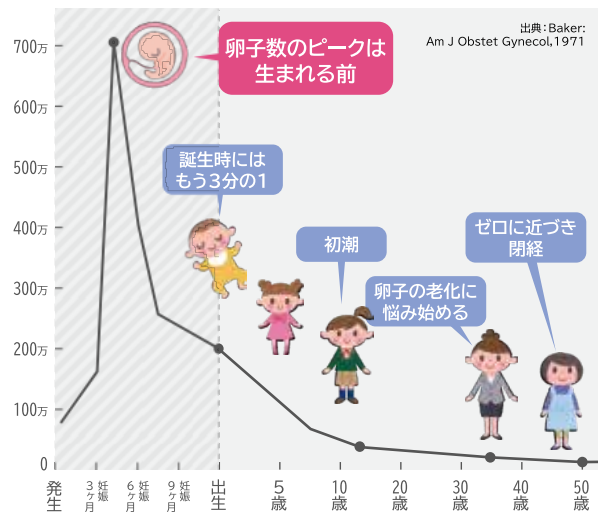 出典：Baker:
Am J Obstet Gynecol,1971
卵子数のピークは
生まれる前
誕生時には
もう3分の1
初潮
ゼロに近づき
閉経
卵子の老化に
悩み始める
700万
600万
500万
400万
300万
200万
100万
0
発生
妊娠3ヶ月
妊娠6ヶ月
妊娠9ヶ月
出生
5歳
10歳
20歳
30歳
40歳
50歳